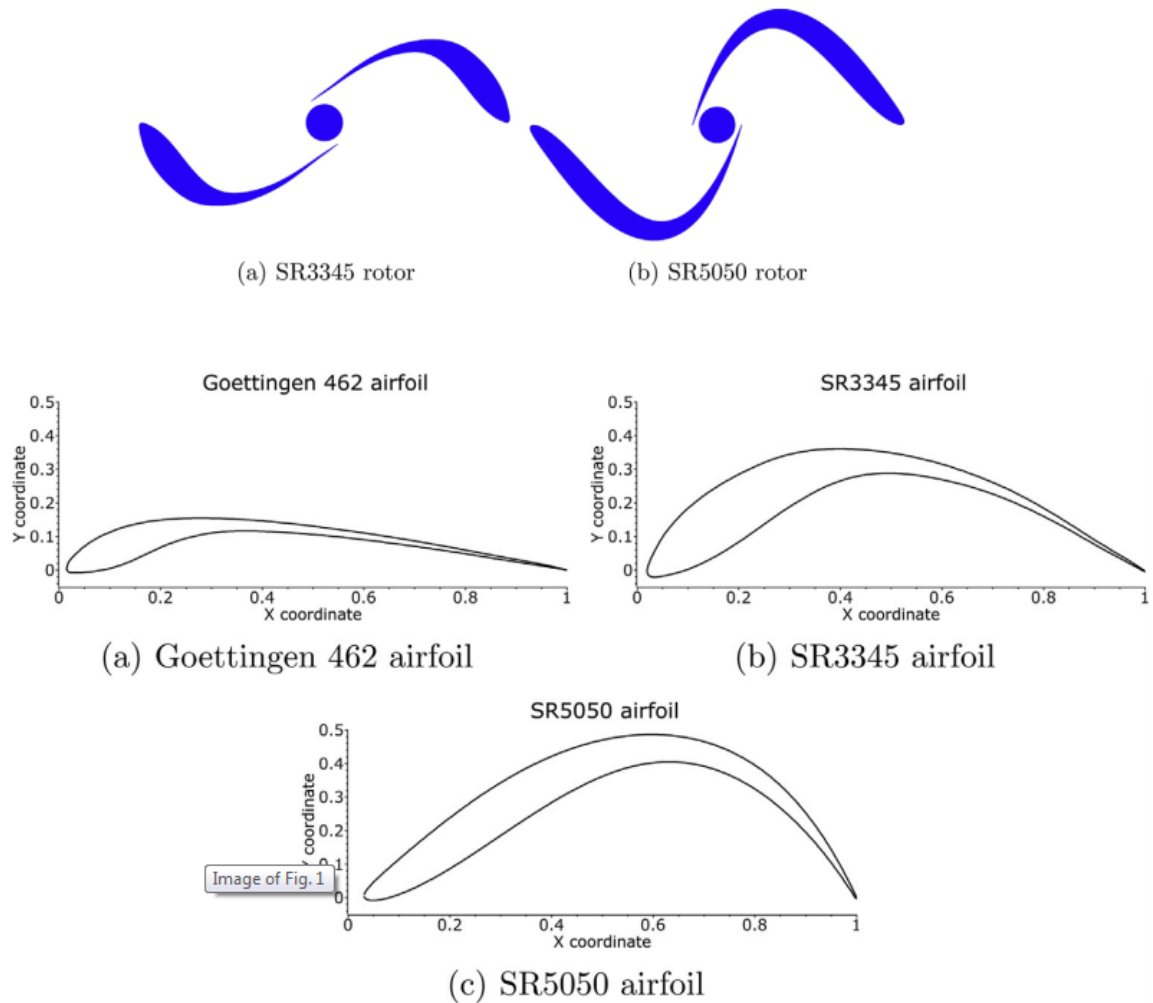 (a) SR3345 rotor
(b) SR5050 rotor
Goettingen 462 airfoil
0.5
0.4
0.3
0.2
0.1
0
Y coordinate
0
0.2
0.4
0.6
0.8
1
X coordinate
(a) Goettingen 462 airfoil
SR3345 airfoil
0.5
0.4
0.3
0.2
0.1
0
Y coordinate
0
0.2
0.4
0.6
0.8
1
X coordinate
(b) SR3345 airfoil
SR5050 airfoil
0.5
0.4
0.3
0.2
0.1
0
Y coordinate
Image of Fig. 1
0
0.2
0.4
0.6
0.8
1
X coordinate
(c) SR5050 airfoil